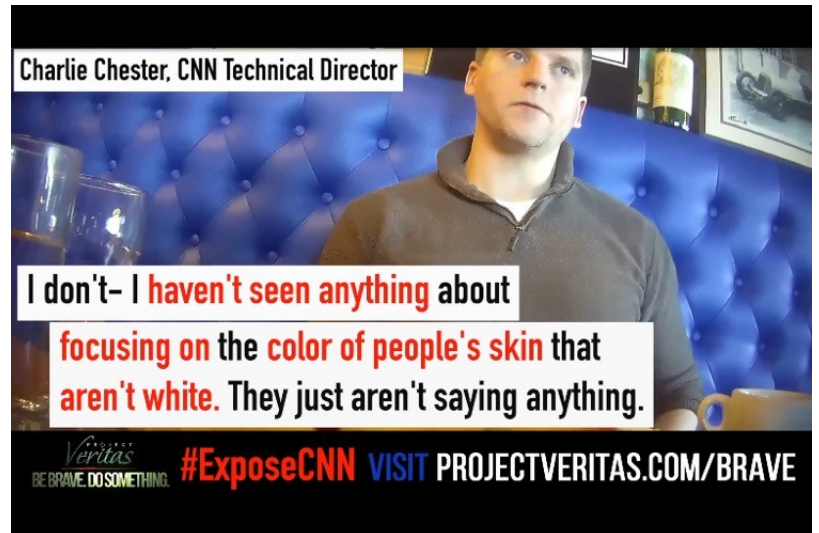 Charlie Chester, CNN Technical Director
I don't– I haven't seen anything about
focusing on the color of people's skin that
aren't white. They just aren't saying anything.
PROJECT
Veritas
BE BRAVE. DO SOMETHING.
#ExposeCNN VISIT PROJECTVERITAS.COM/BRAVE